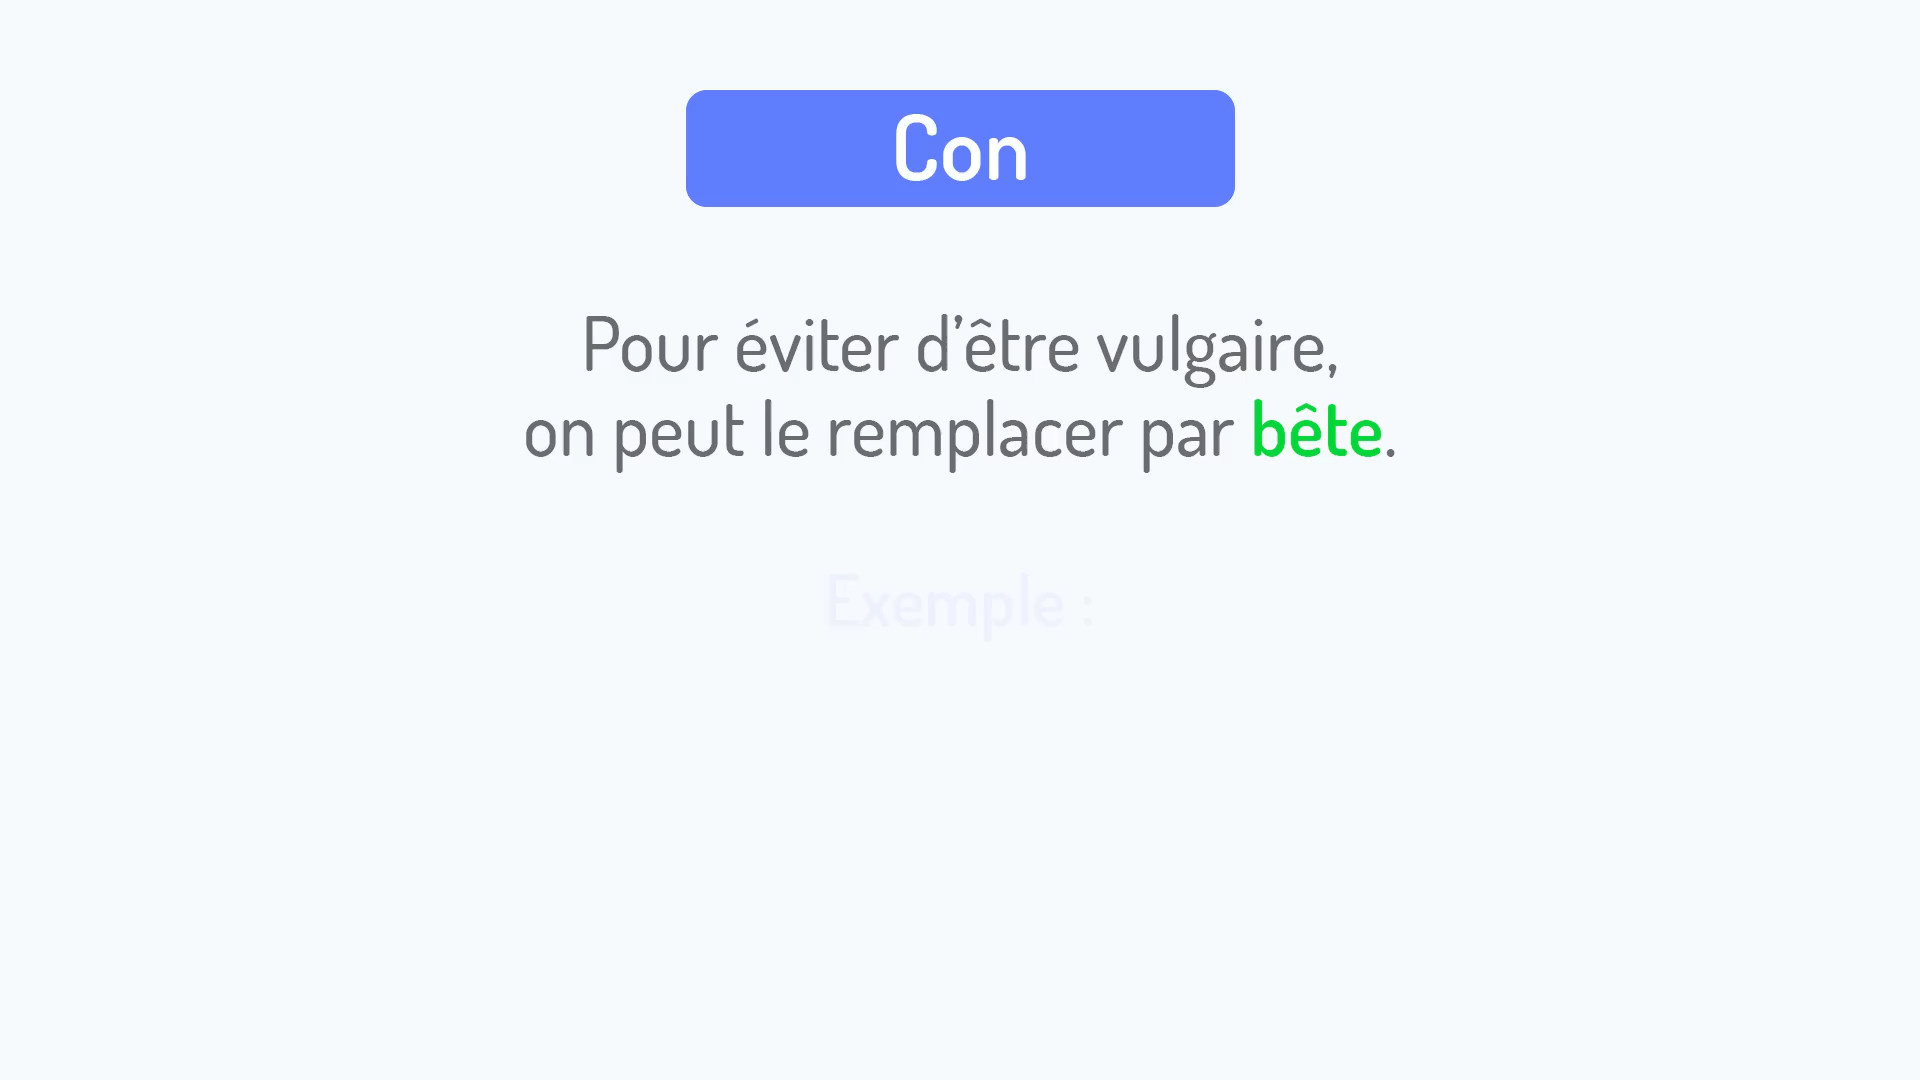 Con
Pour éviter d’être vulgaire,
on peut le remplacer par bête.
Exemple :